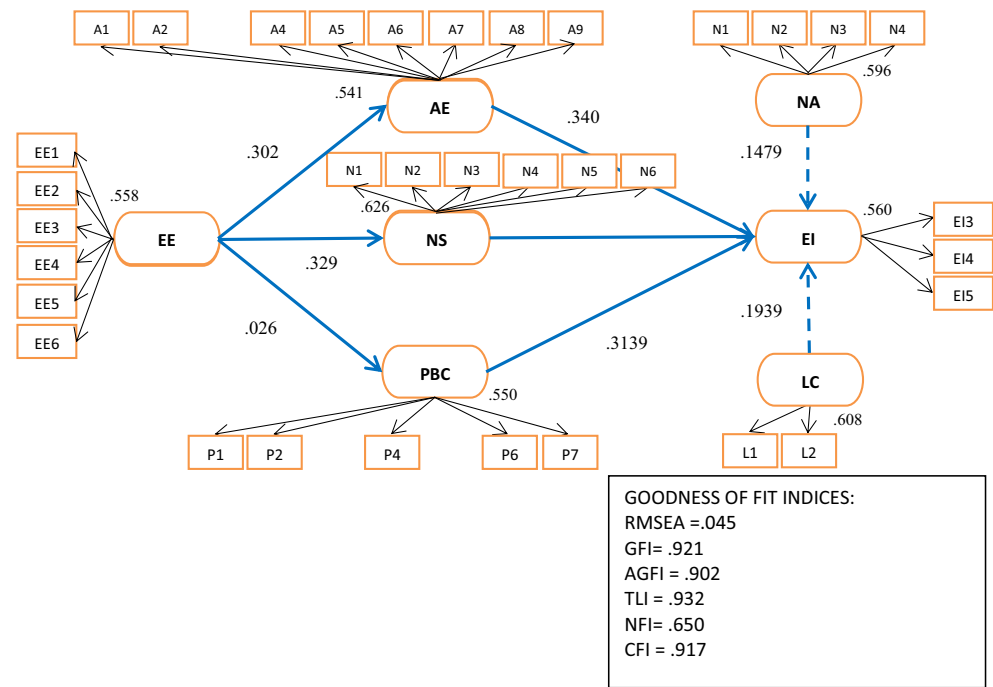 A1 A2 A4 A5 A6 A7 A8 A9 N1 N2 N3 N4
.541 .596
AE NA
.340
.302 .1479
EE1 EE2 EE3 EE4 EE5 EE6
.558
EE
N1 N2 N3 N4 N5 N6
.626
NS
.329
.560
EI
EI3 EI4 EI5
.026
.3139
.1939
PBC
.550
LC
.608
P1 P2 P4 P6 P7
L1 L2
GOODNESS OF FIT INDICES:
RMSEA =.045
GFI= .921
AGFI = .902
TLI = .932
NFI= .650
CFI = .917